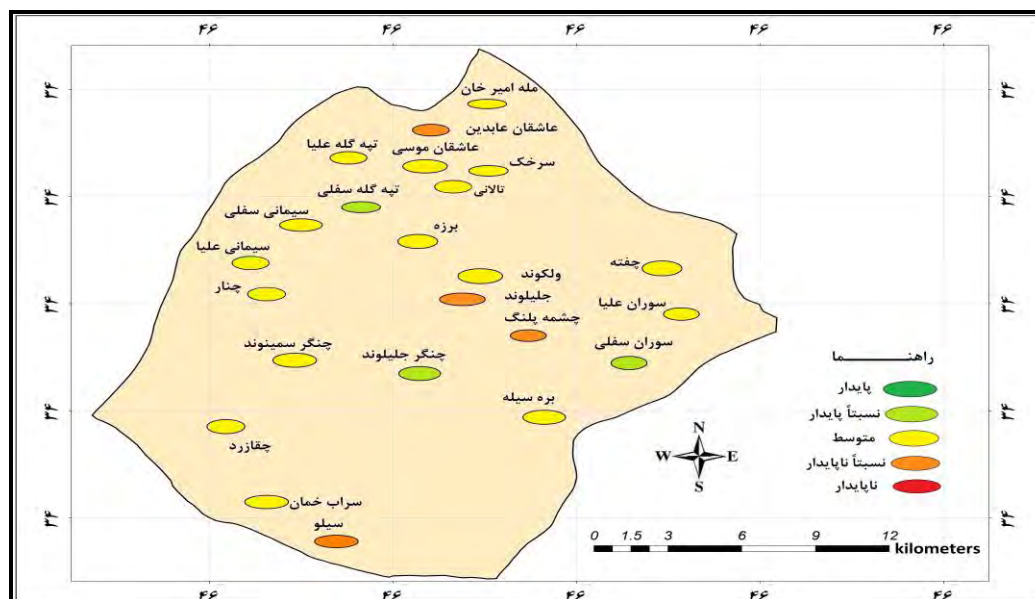 ۴۶ ۴۶ ۴۶ ۴۶ ۴۶
۳۴ ۳۴
مله امیر خان
عاشقان عابدین
تپه گله علیا
عاشقان موسی
سرخک
تالانی
۳۴ ۳۴
تپه گله سفلی
سیمانی سفلی
برزه
سیمانی علیا
چفته
ولکوند
چنار
جلیلوند
سوران علیا
۳۴ ۳۴
چشمه پلنگ
سوران سفلی
چنگر سمینوند
چنگر جلیلوند
بره سیله
۳۴ ۳۴
چقازرد
سراب خمان
سیلو
۳۴ ۳۴
راهنما
پایدار
نسبتاً پایدار
متوسط
نسبتاً ناپایدار
ناپایدار
N
W E
S
0 1.5 3 6 9 12
kilometers
۴۶ ۴۶ ۴۶ ۴۶ ۴۶